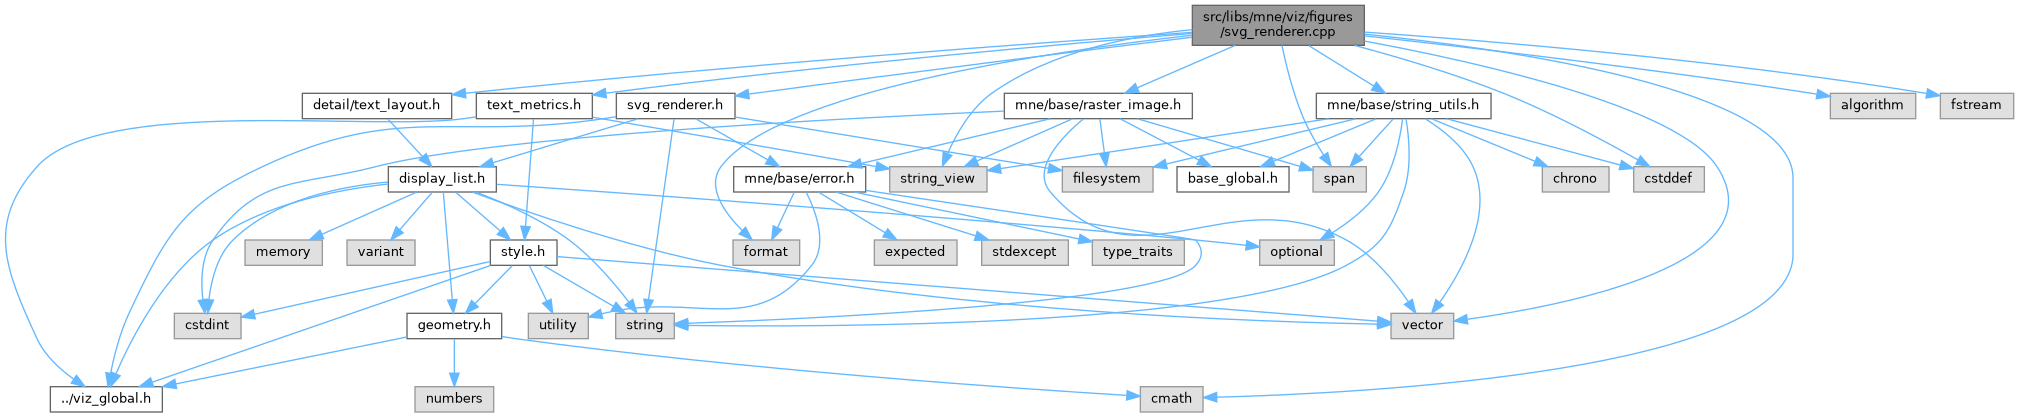 src/libs/mne/viz/figures
/svg_renderer.cpp
detail/text_layout.h
text_metrics.h
svg_renderer.h
mne/base/raster_image.h
mne/base/string_utils.h
algorithm
fstream
display_list.h
mne/base/error.h
string_view
filesystem
base_global.h
span
chrono
cstddef
memory
variant
style.h
format
expected
stdexcept
type_traits
optional
cstdint
geometry.h
utility
string
vector
../viz_global.h
numbers
cmath